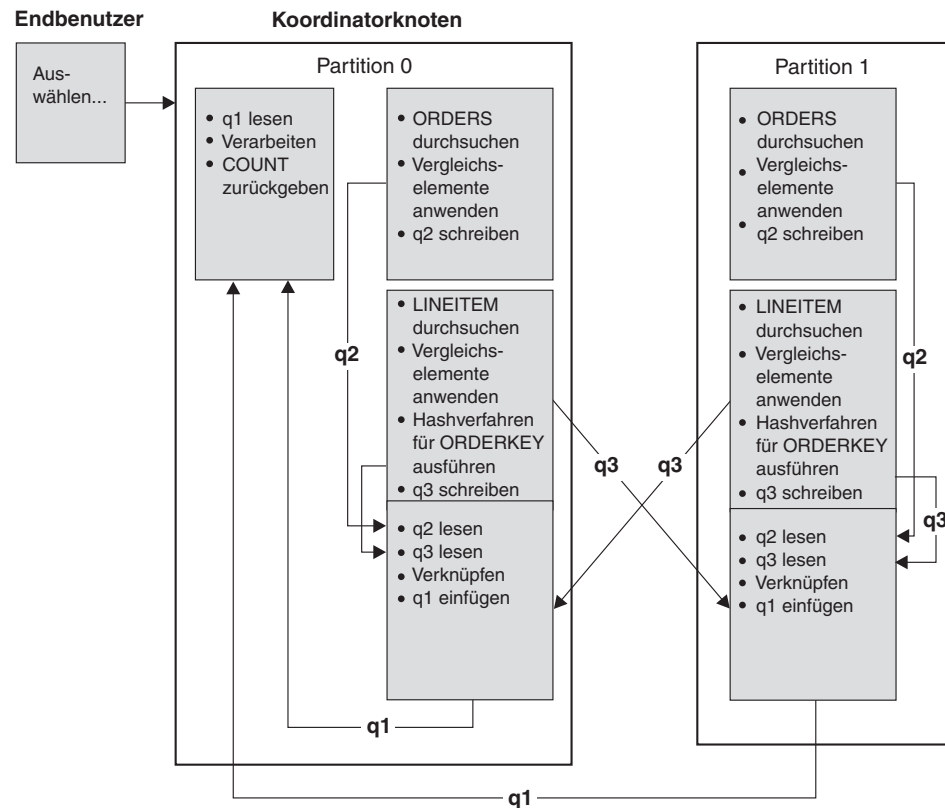 Endbenutzer
Koordinatorknoten
Aus-
wählen...
Partition 0
• q1 lesen
• Verarbeiten
• COUNT
zurückgeben
• ORDERS
durchsuchen
• Vergleichs-
elemente
anwenden
• q2 schreiben
q2
• LINEITEM
durchsuchen
• Vergleichs-
elemente
anwenden
• Hashverfahren
für ORDERKEY
ausführen
• q3 schreiben
• q2 lesen
• q3 lesen
• Verknüpfen
• q1 einfügen
q1
q3
q3
Partition 1
• ORDERS
durchsuchen
• Vergleichs-
elemente
anwenden
• q2 schreiben
q2
• LINEITEM
durchsuchen
• Vergleichs-
elemente
anwenden
• Hashverfahren
für ORDERKEY
ausführen
• q3 schreiben
q3
• q2 lesen
• q3 lesen
• Verknüpfen
• q1 einfügen
q1